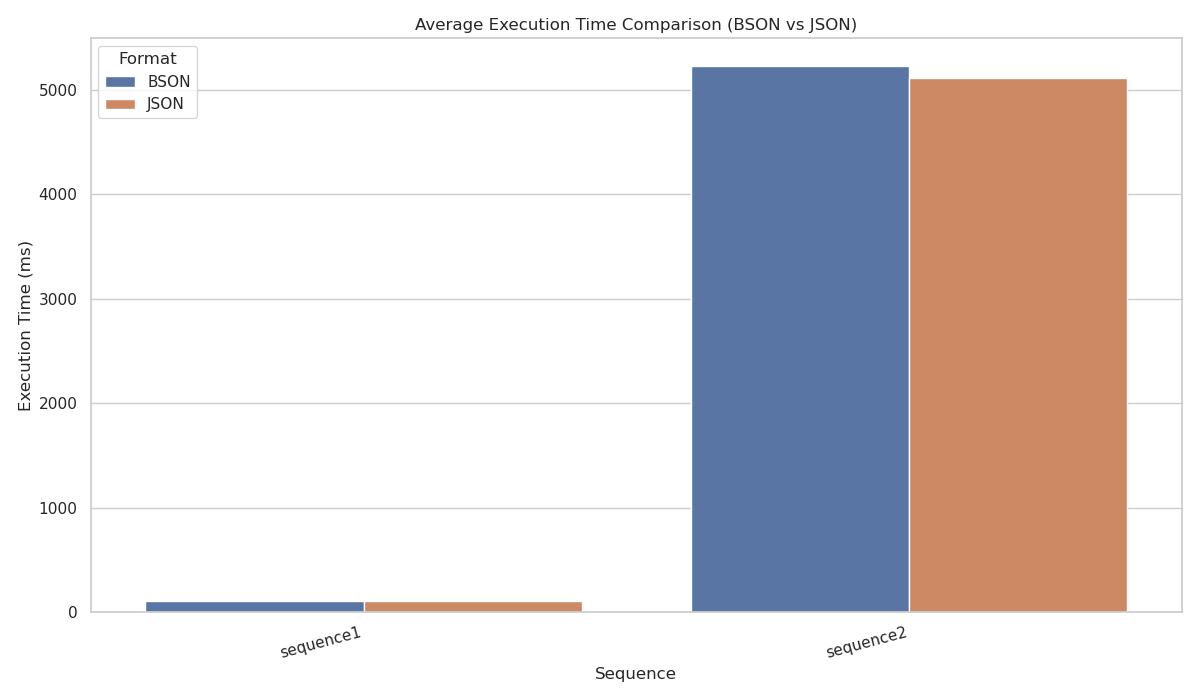 Average Execution Time Comparison (BSON vs JSON)
Format
BSON
JSON
5000
4000
3000
2000
1000
0
Execution Time (ms)
sequence1
sequence2
Sequence